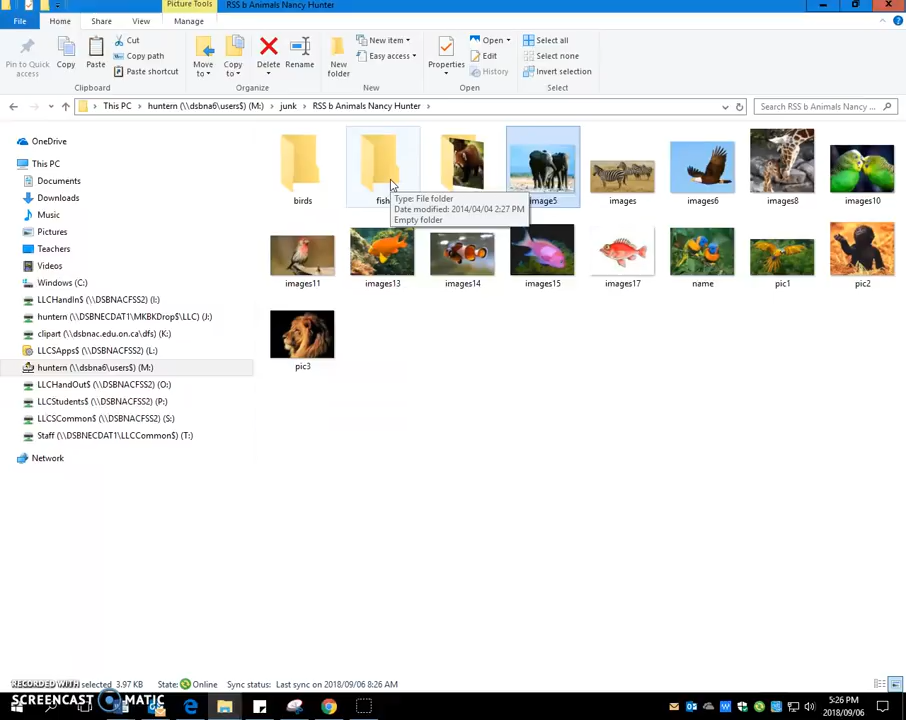 Picture Tools
RSS b Animals Nancy Hunter
File
Home
Share
View
Manage
Pin to Quick access
Copy
Paste
Cut
Copy path
Paste shortcut
Move to
Copy to
Delete
Rename
New folder
New item
Easy access
Properties
Open
Edit
History
Select all
Select none
Invert selection
Clipboard
Organize
New
Open
Select
This PC
huntern (\\dsbna6\users$) (M:)
junk
RSS b Animals Nancy Hunter
Search RSS b Animals Nancy ...
OneDrive
This PC
Documents
Downloads
Music
Pictures
Teachers
Videos
Windows (C:)
LLCHandIn$ (\\DSBNACFSS2) (I:)
huntern (\\DSBNECDAT1\MKBKDrop$\LLC) (J:)
clipart (\\dsbnac.edu.on.ca\dfs) (K:)
LLCSApps$ (\\DSBNACFSS2) (L:)
huntern (\\dsbna6\users$) (M:)
LLCHandOut$ (\\DSBNACFSS2) (O:)
LLCStudents$ (\\DSBNACFSS2) (P:)
LLCSCommon$ (\\DSBNACFSS2) (S:)
Staff (\\DSBNECDAT1\LLCCommon$) (T:)
Network
birds
fish
image5
images
images6
images8
images10
Type: File folder
Date modified: 2014/04/04 2:27 PM
Empty folder
images11
images13
images14
images15
images17
name
pic1
pic2
pic3
selected 3.97 KB
State: Online
Sync status: Last sync on 2018/09/06 8:26 AM
RECORDED WITH
SCREENCAST MATIC
5:26 PM
2018/09/06